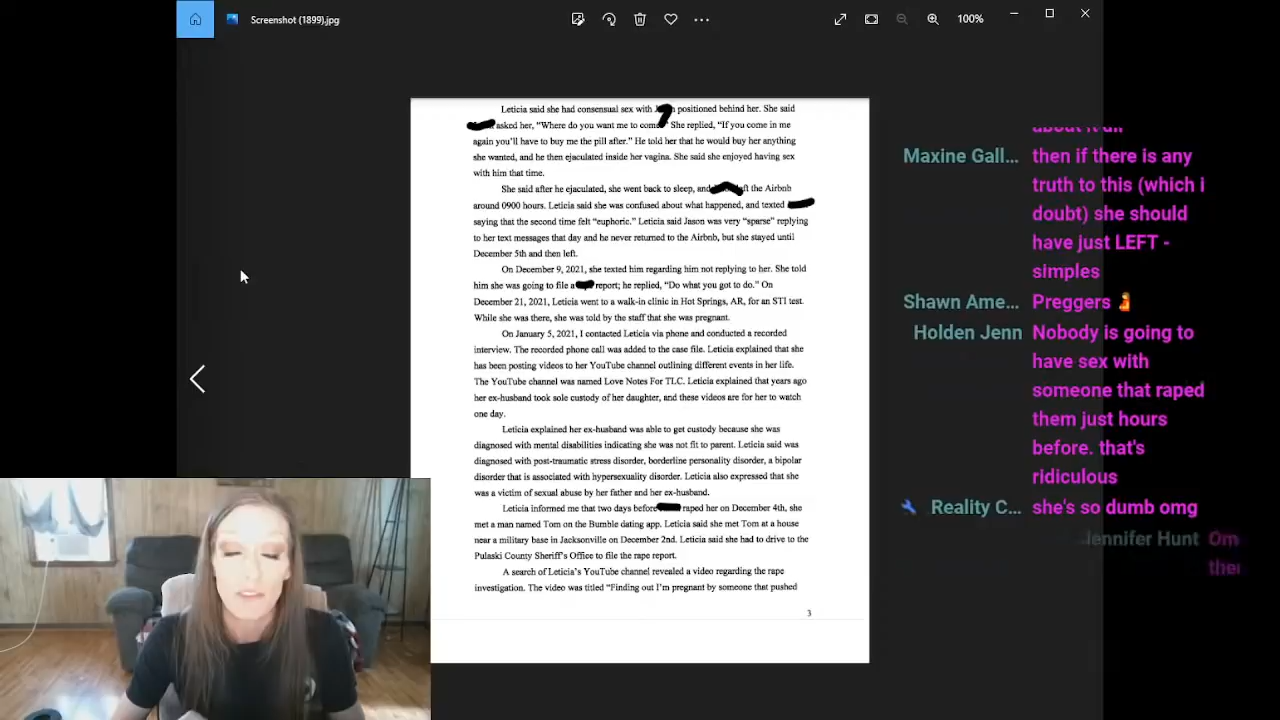 Screenshot (1899).jpg
100%
Leticia said she had consensual sex with positioned behind her. She said
asked her, “Where do you want me to She replied, “If you come in me
again you’ll have to buy me the pill after.” He told her that he would buy her anything
she wanted, and he then ejaculated inside her vagina. She said she enjoyed having sex
with him that time.
She said after he ejaculated, she went back to sleep, and the Airbnb
around 0900 hours. Leticia said she was confused about what happened, and texted
saying that the second time felt “euphoric.” Leticia said Jason was very “sparse” replying
to her text messages that day and he never returned to the Airbnb, but she stayed until
December 5th and then left.
On December 9, 2021, she texted him regarding him not replying to her. She told
him she was going to file a report; he replied, “Do what you got to do.” On
December 21, 2021, Leticia went to a walk-in clinic in Hot Springs, AR, for an STI test.
While she was there, she was told by the staff that she was pregnant.
On January 5, 2021, I contacted Leticia via phone and conducted a recorded
interview. The recorded phone call was added to the case file. Leticia explained that she
has been posting videos to her YouTube channel outlining different events in her life.
The YouTube channel was named Love Notes For TLC. Leticia explained that years ago
her ex-husband took sole custody of her daughter, and these videos are for her to watch
one day.
Leticia explained her ex-husband was able to get custody because she was
diagnosed with mental disabilities indicating she was not fit to parent. Leticia said was
diagnosed with post-traumatic stress disorder, borderline personality disorder, a bipolar
disorder that is associated with hypersexuality disorder. Leticia also expressed that she
was a victim of sexual abuse by her father and her ex-husband.
Leticia informed me that two days before raped her on December 4th, she
met a man named Tom on the Bumble dating app. Leticia said she met Tom at a house
near a military base in Jacksonville on December 2nd. Leticia said she had to drive to the
Pulaski County Sheriff’s Office to file the rape report.
A search of Leticia’s YouTube channel revealed a video regarding the rape
investigation. The video was titled “Finding out I’m pregnant by someone that pushed
3
Maxine Gall... then if there is any
truth to this (which i
doubt) she should
have just LEFT -
simples
Shawn Ame... Preggers 🫃
Holden Jenn Nobody is going to
have sex with
someone that raped
them just hours
before. that's
ridiculous
Reality C... she's so dumb omg
Jennifer Hunt